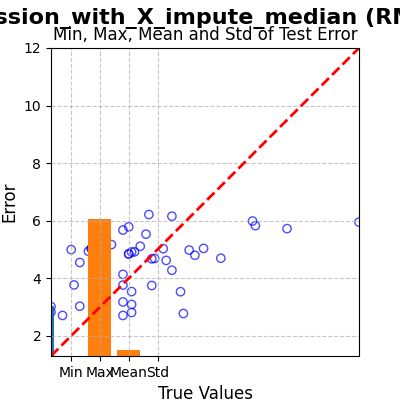 ssion_with_X_impute_median (RM
Min, Max, Mean and Std of Test Error
12
10
8
6
4
2
Error
Min Max Mean Std
True Values